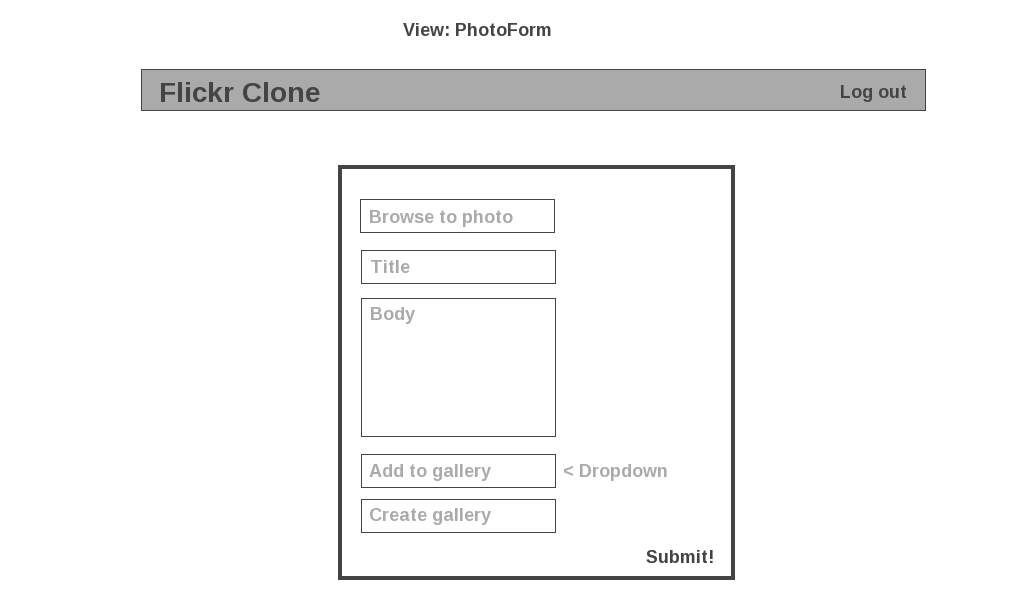 View: PhotoForm
Flickr Clone
Log out
Browse to photo
Title
Body
Add to gallery
< Dropdown
Create gallery
Submit!